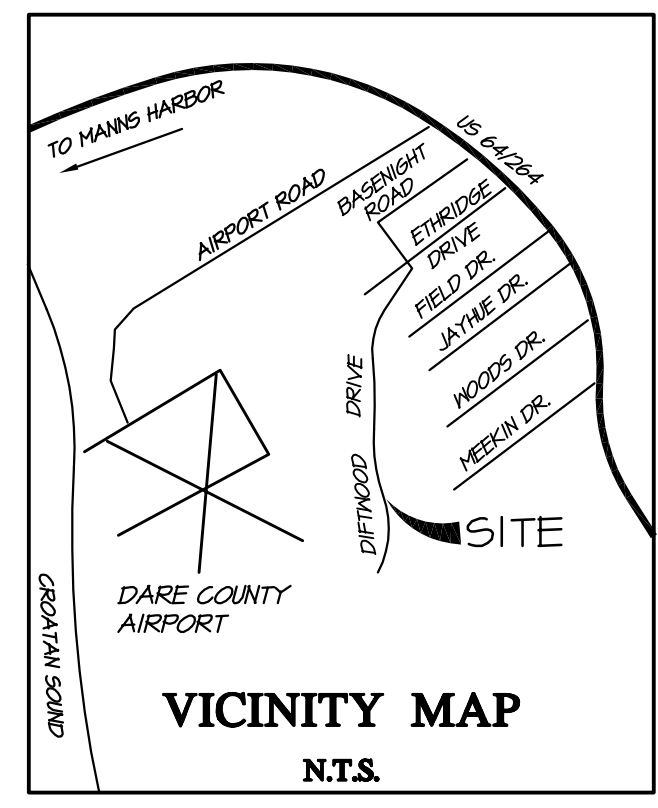 TO MANNS HARBOR
US 64/264
AIRPORT ROAD
BASENIGHT
ROAD
ETHRIDGE
DRIVE
FIELD DR.
JAYHUE DR.
WOODS DR.
MEEKIN DR.
DIFTWOOD DRIVE
SITE
DARE COUNTY
AIRPORT
CROATAN SOUND
VICINITY MAP
N.T.S.